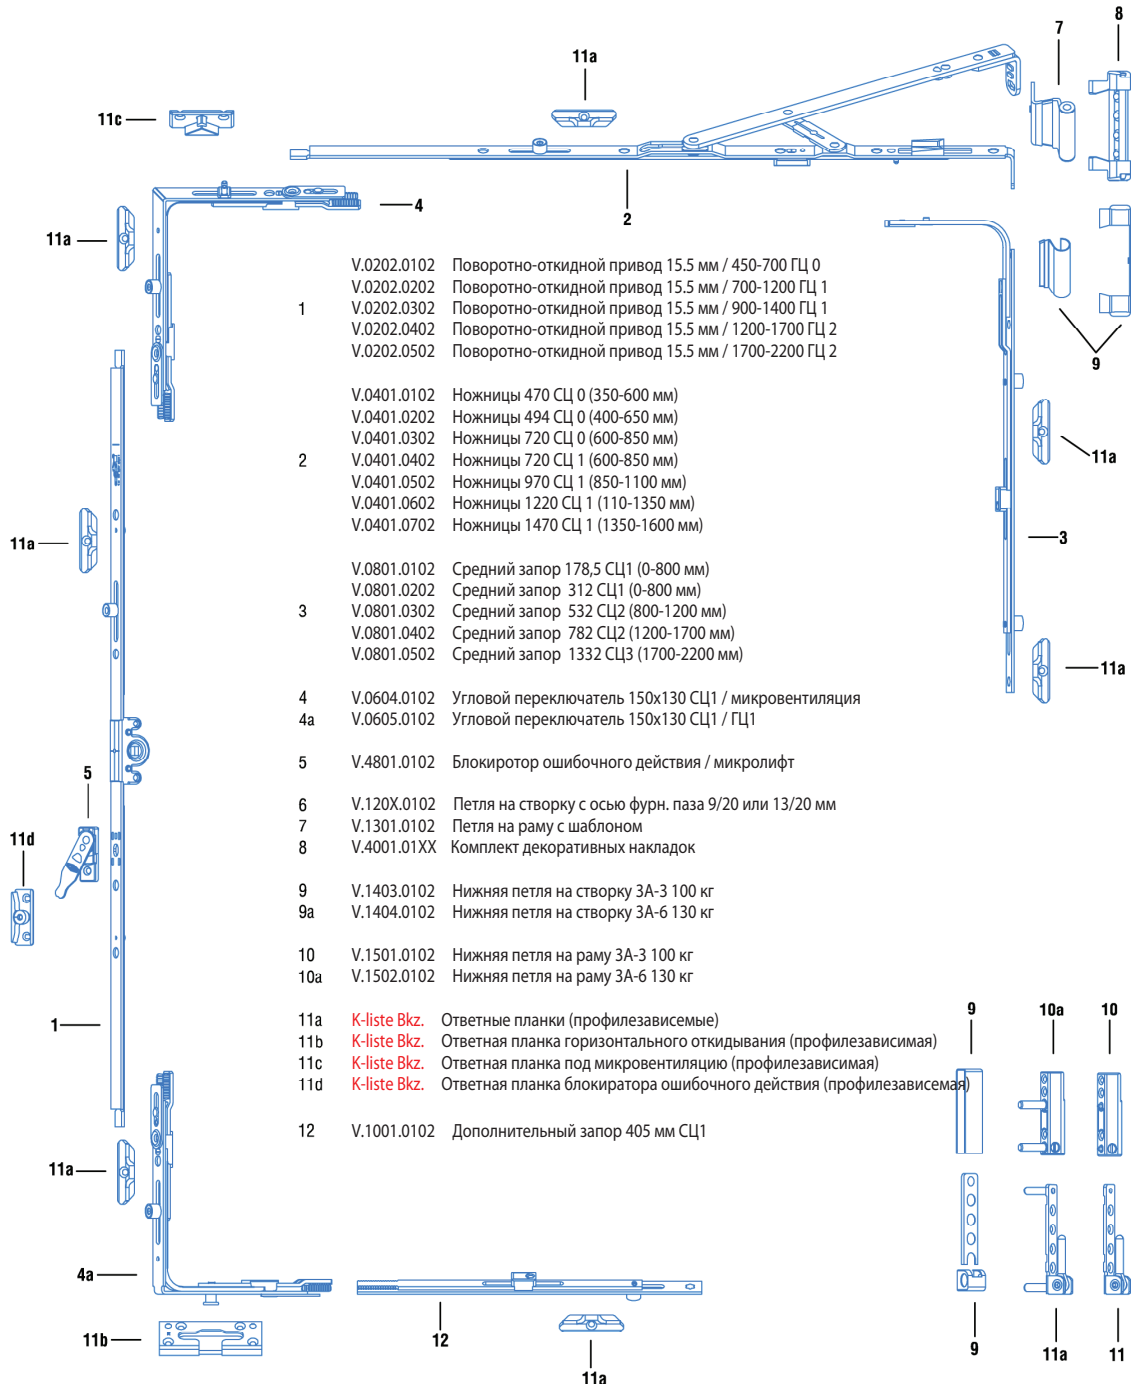 8
7
11a
11c
4
2
11a
V.0202.0102 Поворотно-откидной привод 15.5 мм / 450-700 ГЦ 0
V.0202.0202 Поворотно-откидной привод 15.5 мм / 700-1200 ГЦ 1
1 V.0202.0302 Поворотно-откидной привод 15.5 мм / 900-1400 ГЦ 1
V.0202.0402 Поворотно-откидной привод 15.5 мм / 1200-1700 ГЦ 2
V.0202.0502 Поворотно-откидной привод 15.5 мм / 1700-2200 ГЦ 2
9
V.0401.0102 Ножницы 470 СЦ 0 (350-600 мм)
V.0401.0202 Ножницы 494 СЦ 0 (400-650 мм)
V.0401.0302 Ножницы 720 СЦ 0 (600-850 мм)
2 V.0401.0402 Ножницы 720 СЦ 1 (600-850 мм)
V.0401.0502 Ножницы 970 СЦ 1 (850-1100 мм)
V.0401.0602 Ножницы 1220 СЦ 1 (110-1350 мм)
V.0401.0702 Ножницы 1470 СЦ 1 (1350-1600 мм)
11a
11a
3
V.0801.0102 Средний запор 178,5 СЦ1 (0-800 мм)
V.0801.0202 Средний запор 312 СЦ1 (0-800 мм)
3 V.0801.0302 Средний запор 532 СЦ2 (800-1200 мм)
V.0801.0402 Средний запор 782 СЦ2 (1200-1700 мм)
V.0801.0502 Средний запор 1332 СЦ3 (1700-2200 мм)
11a
4 V.0604.0102 Угловой переключатель 150x130 СЦ1 / микровентиляция
4a V.0605.0102 Угловой переключатель 150x130 СЦ1 / ГЦ1
5 V.4801.0102 Блокиротор ошибочного действия / микролифт
5
6 V.120X.0102 Петля на створку с осью фурн. паза 9/20 или 13/20 мм
7 V.1301.0102 Петля на раму с шаблоном
8 V.4001.01XX Комплект декоративных накладок
11d
9 V.1403.0102 Нижняя петля на створку 3А-3 100 кг
9a V.1404.0102 Нижняя петля на створку 3А-6 130 кг
10 V.1501.0102 Нижняя петля на раму 3А-3 100 кг
10a V.1502.0102 Нижняя петля на раму 3А-6 130 кг
1
11a K-liste Bkz. Ответные планки (профилезависемые)
11b K-liste Bkz. Ответная планка горизонтального откидывания (профилезависимая)
11c K-liste Bkz. Ответная планка под микровентиляцию (профилезависимая)
11d K-liste Bkz. Ответная планка блокиратора ошибочного действия (профилезависемая)
9 10a 10
12 V.1001.0102 Дополнительный запор 405 мм СЦ1
11a
4a
11b
12
11a
9 11a 11